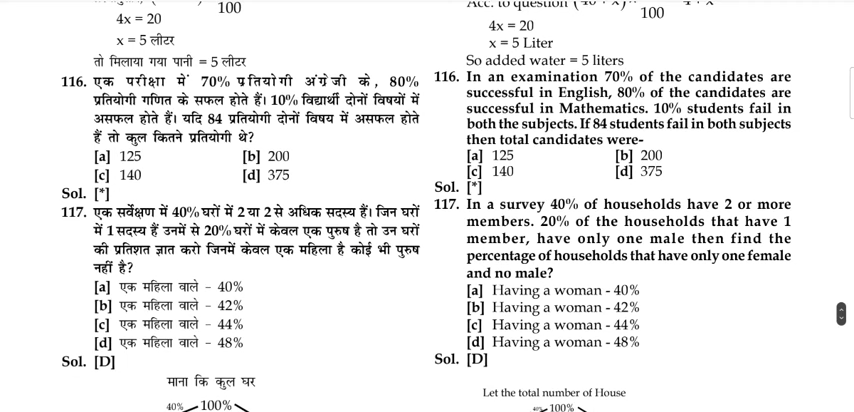 100
4x = 20
x = 5 लीटर
तो मिलाया गया पानी = 5 लीटर
116. एक परीक्षा में 70% प्रतियोगी अंग्रेजी के, 80%
प्रतियोगी गणित के सफल होते हैं। 10% विद्यार्थी दोनों विषयों में
असफल होते हैं। यदि 84 प्रतियोगी दोनों विषय में असफल होते
हैं तो कुल कितने प्रतियोगी थे?
[a] 125 [b] 200
[c] 140 [d] 375
Sol. [*]
117. एक सर्वेक्षण में 40% घरों में 2 या 2 से अधिक सदस्य हैं। जिन घरों
में 1 सदस्य हैं उनमें से 20% घरों में केवल एक पुरुष है तो उन घरों
की प्रतिशत ज्ञात करो जिनमें केवल एक महिला है कोई भी पुरुष
नहीं है?
[a] एक महिला वाले - 40%
[b] एक महिला वाले - 42%
[c] एक महिला वाले - 44%
[d] एक महिला वाले - 48%
Sol. [D]
माना कि कुल घर
40% 100%
Acc. to question
100
4x = 20
x = 5 Liter
So added water = 5 liters
116. In an examination 70% of the candidates are
successful in English, 80% of the candidates are
successful in Mathematics. 10% students fail in
both the subjects. If 84 students fail in both subjects
then total candidates were-
[a] 125 [b] 200
[c] 140 [d] 375
Sol. [*]
117. In a survey 40% of households have 2 or more
members. 20% of the households that have 1
member, have only one male then find the
percentage of households that have only one female
and no male?
[a] Having a woman - 40%
[b] Having a woman - 42%
[c] Having a woman - 44%
[d] Having a woman - 48%
Sol. [D]
Let the total number of House
40% 100%